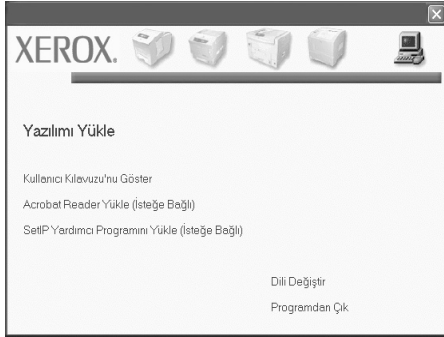 XEROX.
Yazılımı Yükle
Kullanıcı Kılavuzu'nu Göster
Acrobat Reader Yükle (İsteğe Bağlı)
SetIP Yardımcı Programını Yükle (İsteğe Bağlı)
Dili Değiştir
Programdan Çık